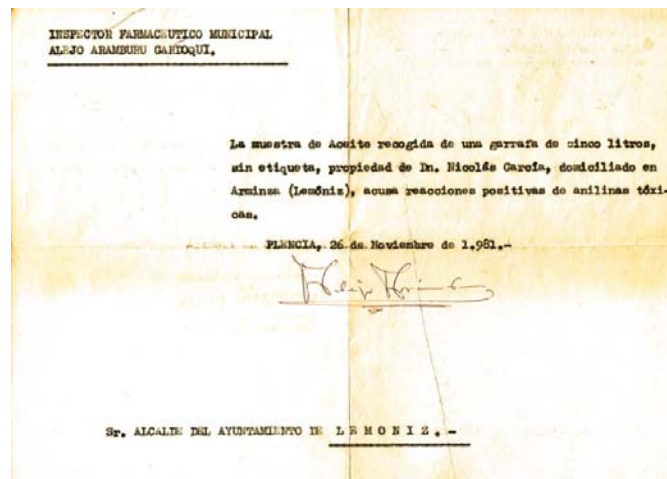 INSPECTOR FARMACEUTICO MUNICIPAL
ALEJO ARAMBURU GARDOQUI.
La muestra de Aceite recogida de una garrafa de cinco litros,
sin etiqueta, propiedad de Dn. Nicolás García, domiciliado en
Arminza (Lemóniz), acusa reacciones positivas de anilinas tóxi-
cas.
PLENCIA, 26 de Noviembre de 1.981.-
Alejo
Sr. ALCALDE DEL AYUNTAMIENTO DE L E M O N I Z. -